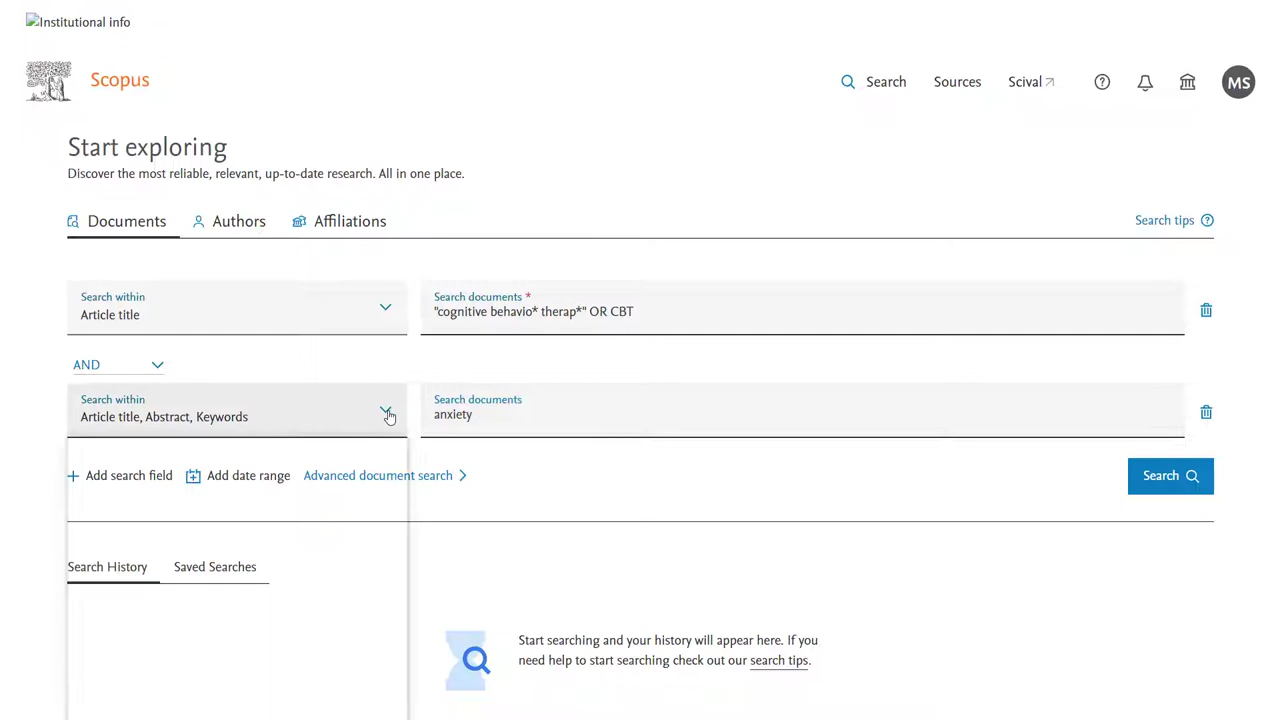 Institutional info
Scopus
Search
Sources
Scival
MS
Start exploring
Discover the most reliable, relevant, up-to-date research. All in one place.
Documents
Authors
Affiliations
Search tips
Search within
Article title
Search documents *
"cognitive behavio* therap*" OR CBT
AND
Search within
Article title, Abstract, Keywords
Search documents
anxiety
Add search field
Add date range
Advanced document search
Search
Search History
Saved Searches
Start searching and your history will appear here. If you
need help to start searching check out our search tips.